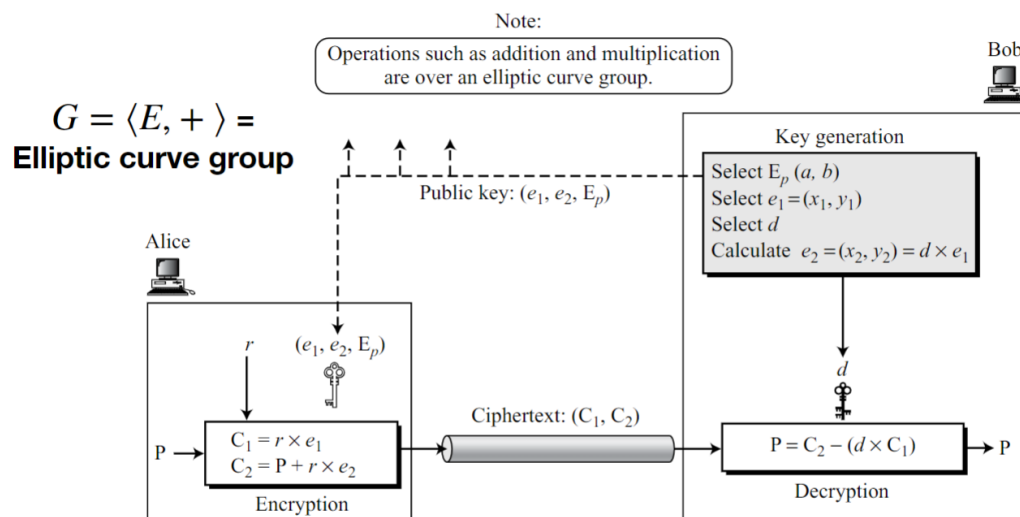 Note:
Operations such as addition and multiplication
are over an elliptic curve group.
Bob
G = ⟨E, + ⟩ =
Elliptic curve group
Key generation
Select E_p (a, b)
Select e_1 = (x_1, y_1)
Select d
Calculate e_2 = (x_2, y_2) = d × e_1
Public key: (e_1, e_2, E_p)
Alice
r
(e_1, e_2, E_p)
d
P
C_1 = r × e_1
C_2 = P + r × e_2
Encryption
Ciphertext: (C_1, C_2)
P = C_2 − (d × C_1)
P
Decryption